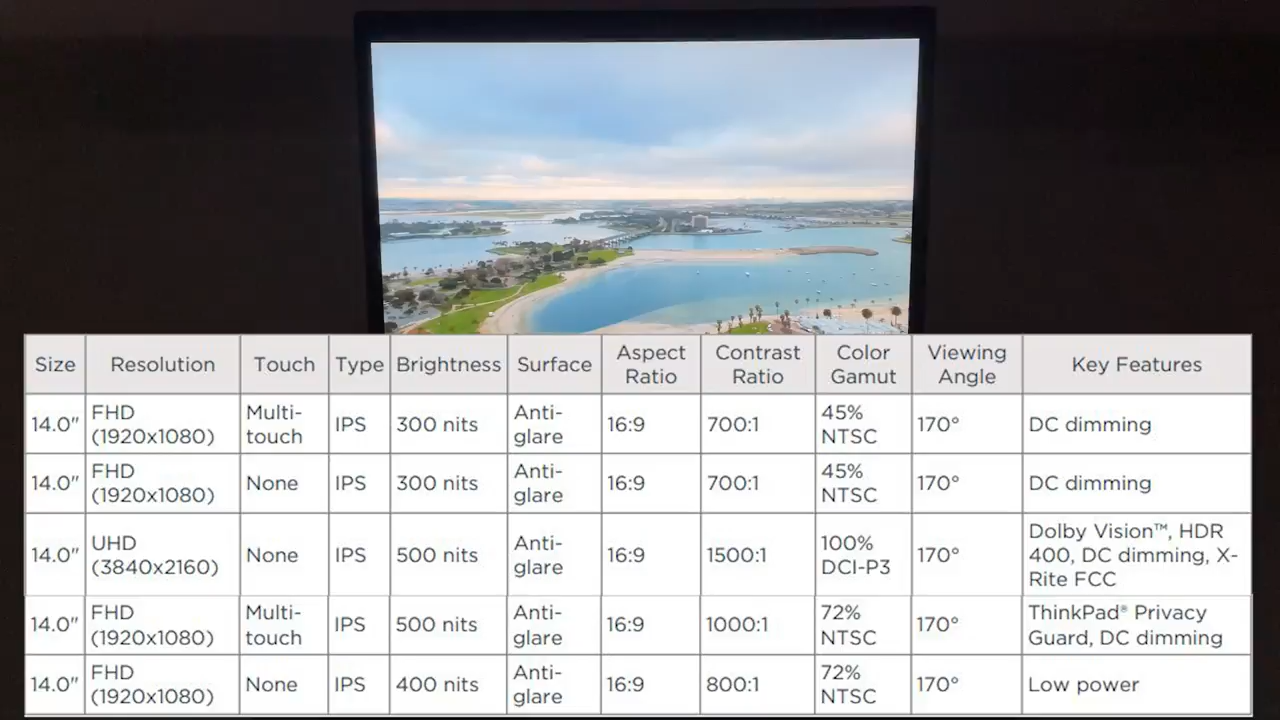 Size Resolution Touch Type Brightness Surface Aspect Ratio Contrast Ratio Color Gamut Viewing Angle Key Features
14.0" FHD (1920x1080) Multi-touch IPS 300 nits Anti-glare 16:9 700:1 45% NTSC 170° DC dimming
14.0" FHD (1920x1080) None IPS 300 nits Anti-glare 16:9 700:1 45% NTSC 170° DC dimming
14.0" UHD (3840x2160) None IPS 500 nits Anti-glare 16:9 1500:1 100% DCI-P3 170° Dolby Vision™, HDR 400, DC dimming, X-Rite FCC
14.0" FHD (1920x1080) Multi-touch IPS 500 nits Anti-glare 16:9 1000:1 72% NTSC 170° ThinkPad® Privacy Guard, DC dimming
14.0" FHD (1920x1080) None IPS 400 nits Anti-glare 16:9 800:1 72% NTSC 170° Low power